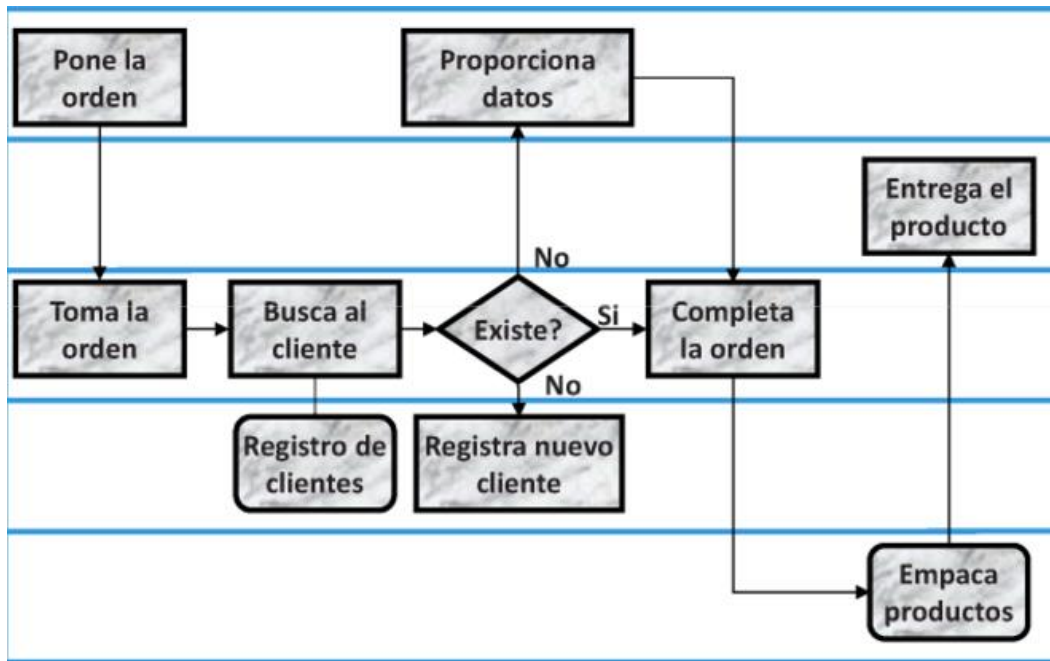 Pone la
orden
Proporciona
datos
Entrega el
producto
No
Toma la
orden
Busca al
cliente
Existe?
Si
Completa
la orden
No
Registro de
clientes
Registra nuevo
cliente
Empaca
productos